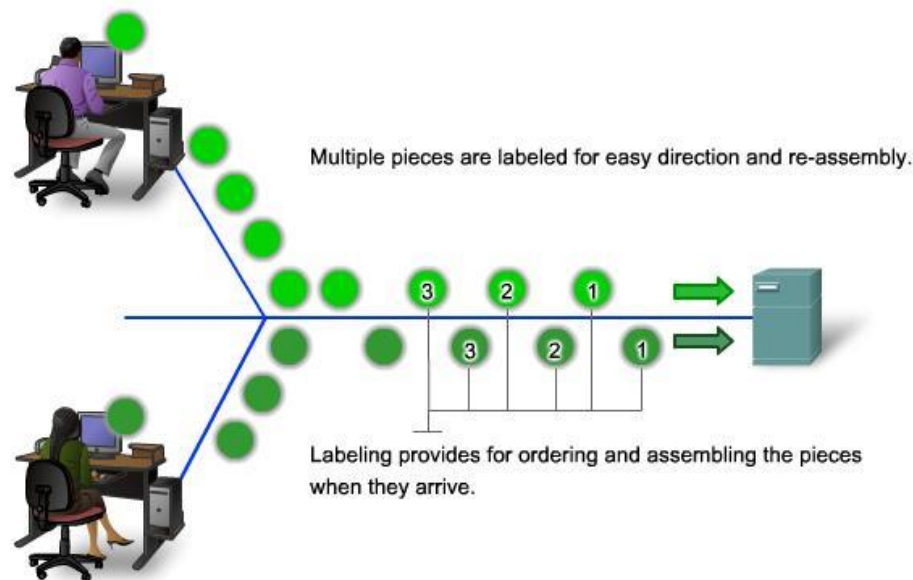 Multiple pieces are labeled for easy direction and re-assembly.
3 2 1
3 2 1
Labeling provides for ordering and assembling the pieces
when they arrive.